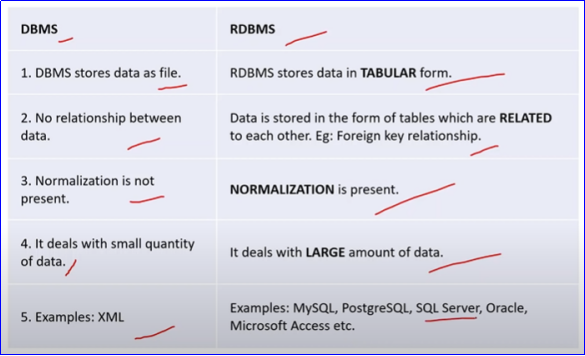 DBMS
RDBMS
1. DBMS stores data as file.
RDBMS stores data in TABULAR form.
2. No relationship between
data.
Data is stored in the form of tables which are RELATED
to each other. Eg: Foreign key relationship.
3. Normalization is not
present.
NORMALIZATION is present.
4. It deals with small quantity
of data.
It deals with LARGE amount of data.
5. Examples: XML
Examples: MySQL, PostgreSQL, SQL Server, Oracle,
Microsoft Access etc.